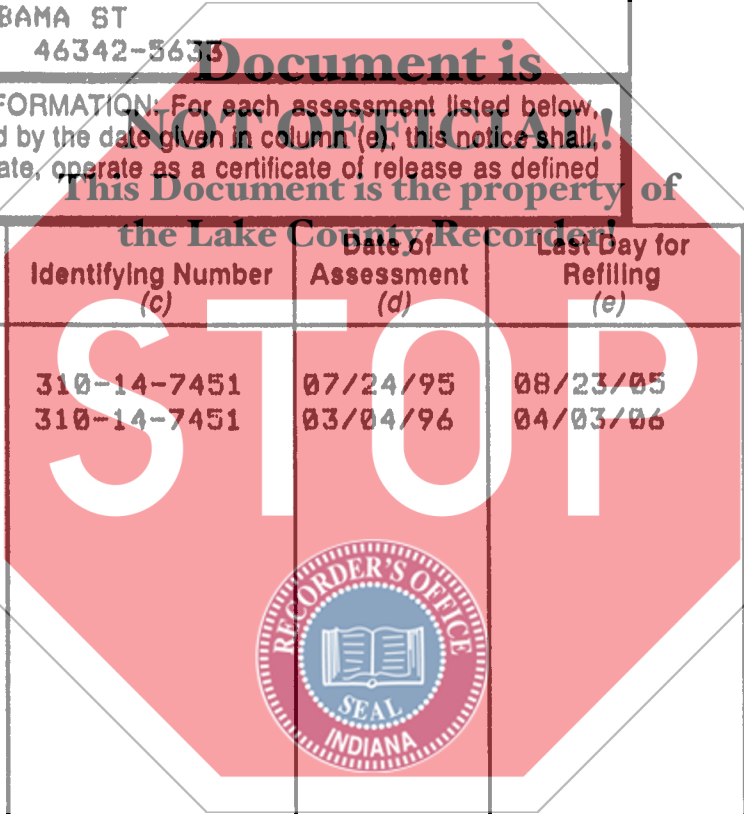 BAMA ST
46342-5633
Document is
FORMATION: For each assessment listed below,
NOT OFFICIAL!
d by the date given in column (e), this notice shall,
ate, operate as a certificate of release as defined
This Document is the property of
the Lake County Recorder!
Identifying Number
(c)
Date of
Assessment
(d)
Last Day for
Refiling
(e)
310-14-7451 07/24/95 08/23/05
310-14-7451 03/04/96 04/03/06
STOP
RECORDER'S OFFICE
SEAL
INDIANA